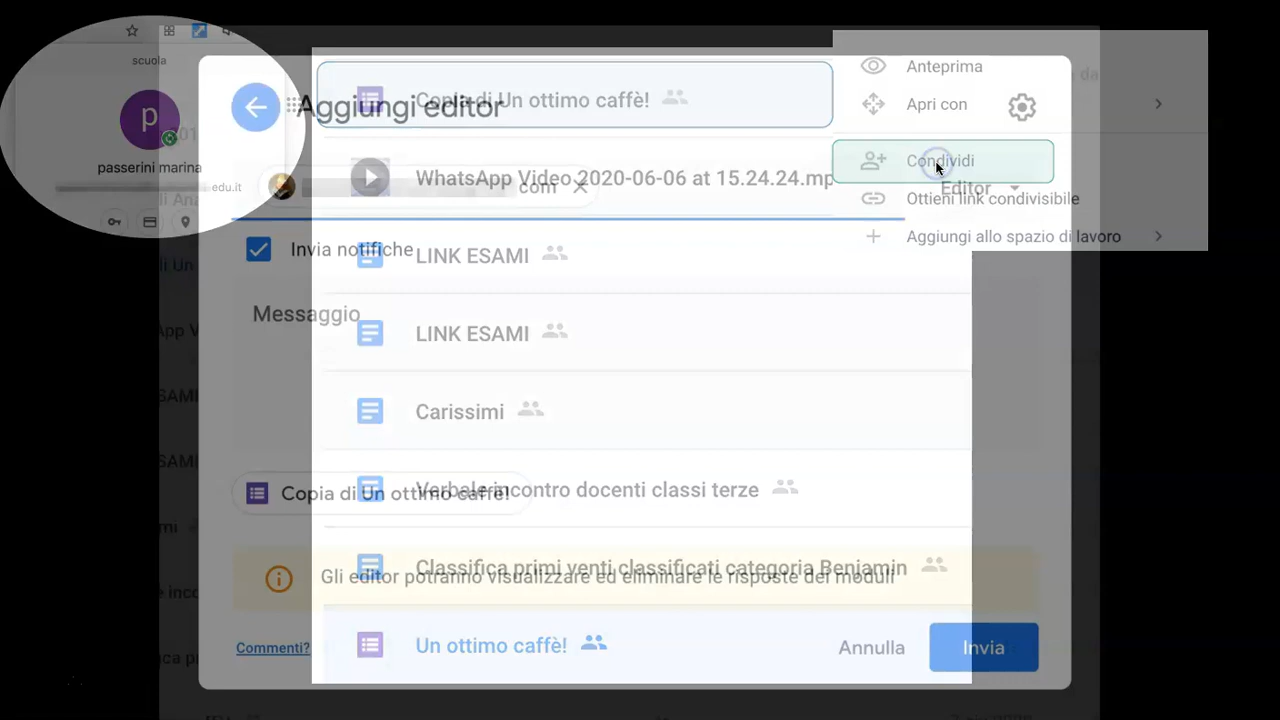 scuola
p
passerini marina
edu.it
Aggiungi editor
Copia di Un ottimo caffè!
WhatsApp Video 2020-06-06 at 15.24.24.mp
com
Editor
Invia notifiche
LINK ESAMI
Messaggio
LINK ESAMI
Carissimi
Copia di Un ottimo caffè!
Verbale incontro docenti classi terze
Classifica primi venti classificati categoria Benjamin
Gli editor potranno visualizzare ed eliminare le risposte dei moduli
Commenti?
Un ottimo caffè!
Annulla
Invia
Anteprima
Apri con
Condividi
Ottieni link condivisibile
Aggiungi allo spazio di lavoro